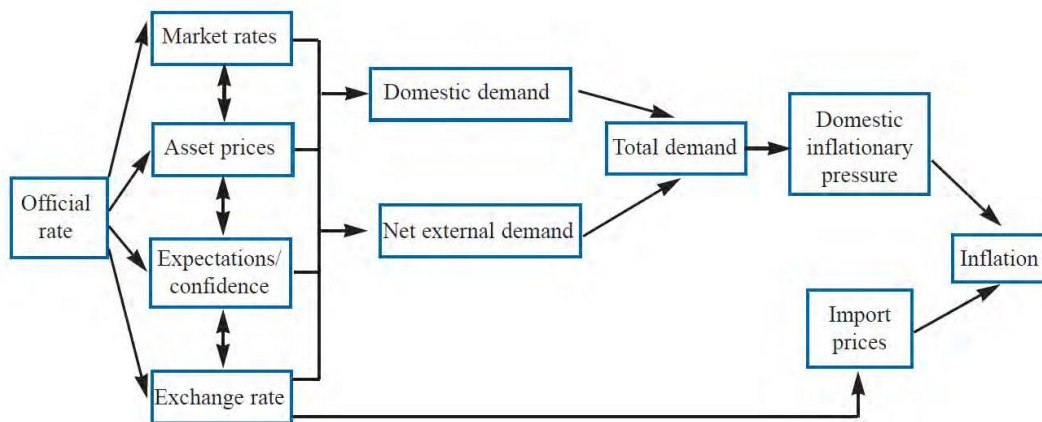 Market rates
Asset prices
Official
rate
Expectations/
confidence
Exchange rate
Domestic demand
Net external demand
Total demand
Domestic
inflationary
pressure
Import
prices
Inflation